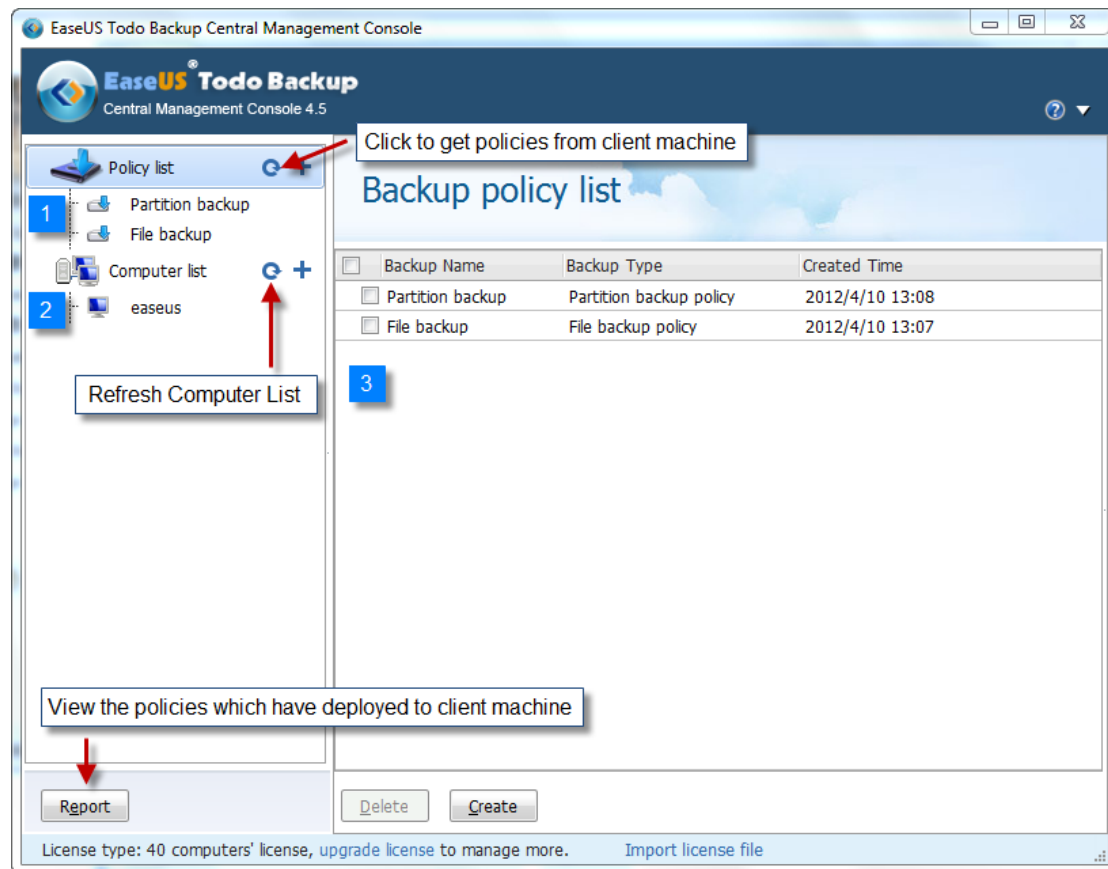 EaseUS Todo Backup Central Management Console
EaseUS® Todo Backup
Central Management Console 4.5
Click to get policies from client machine
Policy list
Backup policy list
1
Partition backup
File backup
Computer list
Backup Name Backup Type Created Time
Partition backup Partition backup policy 2012/4/10 13:08
2
easeus
File backup File backup policy 2012/4/10 13:07
3
Refresh Computer List
View the policies which have deployed to client machine
Report
Delete
Create
License type: 40 computers' license, upgrade license to manage more. Import license file